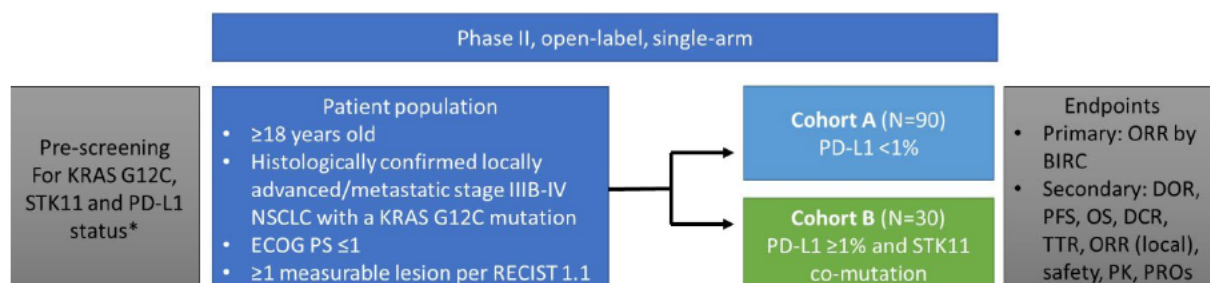 Phase II, open-label, single-arm
Pre-screening
For KRAS G12C,
STK11 and PD-L1
status*
Patient population
• ≥18 years old
• Histologically confirmed locally
advanced/metastatic stage IIIB-IV
NSCLC with a KRAS G12C mutation
• ECOG PS ≤1
• ≥1 measurable lesion per RECIST 1.1
Cohort A (N=90)
PD-L1 <1%
Cohort B (N=30)
PD-L1 ≥1% and STK11
co-mutation
Endpoints
• Primary: ORR by
BIRC
• Secondary: DOR,
PFS, OS, DCR,
TTR, ORR (local),
safety, PK, PROs